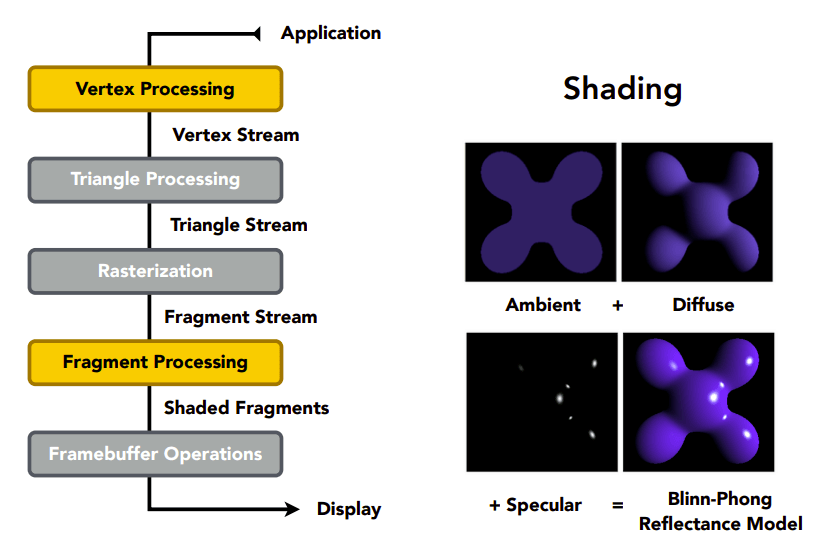 Application
Vertex Processing
Vertex Stream
Triangle Processing
Triangle Stream
Rasterization
Fragment Stream
Fragment Processing
Shaded Fragments
Framebuffer Operations
Display
Shading
Ambient + Diffuse
+ Specular = Blinn-Phong
Reflectance Model